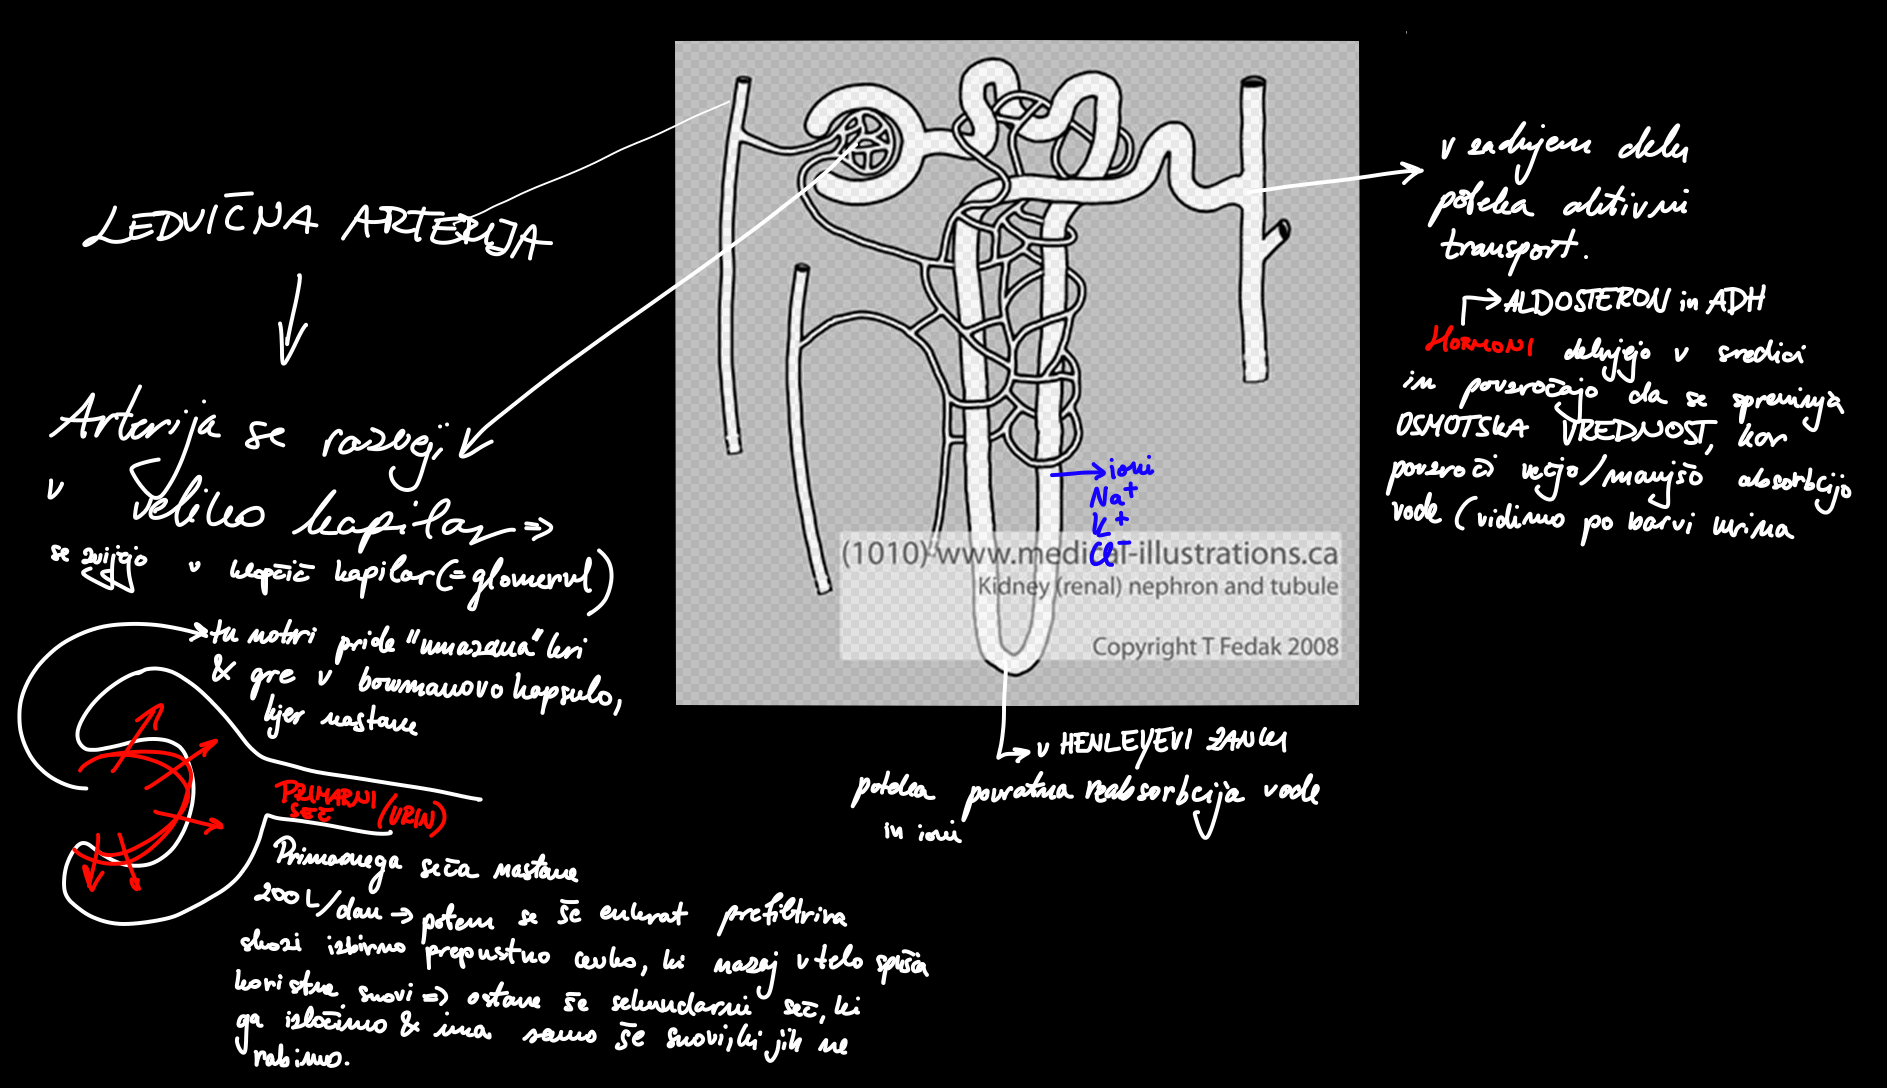 LEDVIČNA ARTERIJA
Arterija se razveji
v veliko kapilar ⇒
se zvijejo v klopčič kapilar (= glomerul)
tu notri pride "umazana" kri
& gre v bowmanovo kapsulo,
kjer nastane
PRIMARNI
SEČ (URIN)
Primarnega seča nastane
200 L/dan → potem se še enkrat prefiltrira
skozi izbirno prepustno cevko, ki nazaj v telo spušča
koristne snovi ⇒ ostane še sekundarni seč, ki
ga izločimo & ima samo še snovi, ki jih ne
rabimo.
ioni
Na⁺
K⁺
Cl⁻
(1010) www.medical-illustrations.ca
Kidney (renal) nephron and tubule
Copyright T Fedak 2008
v HENLEYEVI ZANKI
poteka povratna reabsorbcija vode
in ioni
v zadnjem delu
poteka aktivni
transport.
ALDOSTERON in ADH
HORMONI delujejo v sredici
in povzročajo da se spreminja
OSMOTSKA VREDNOST, kar
povzroči večjo/manjšo absorbcijo
vode (vidimo po barvi urina